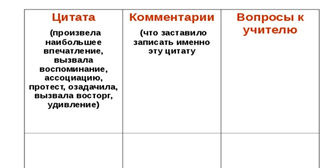 Цитата
(произвела
наибольшее
впечатление,
вызвала
воспоминание,
ассоциацию,
протест, озадачила,
вызвала восторг,
удивление)
Комментарии
(что заставило
записать именно
эту цитату
Вопросы к
учителю